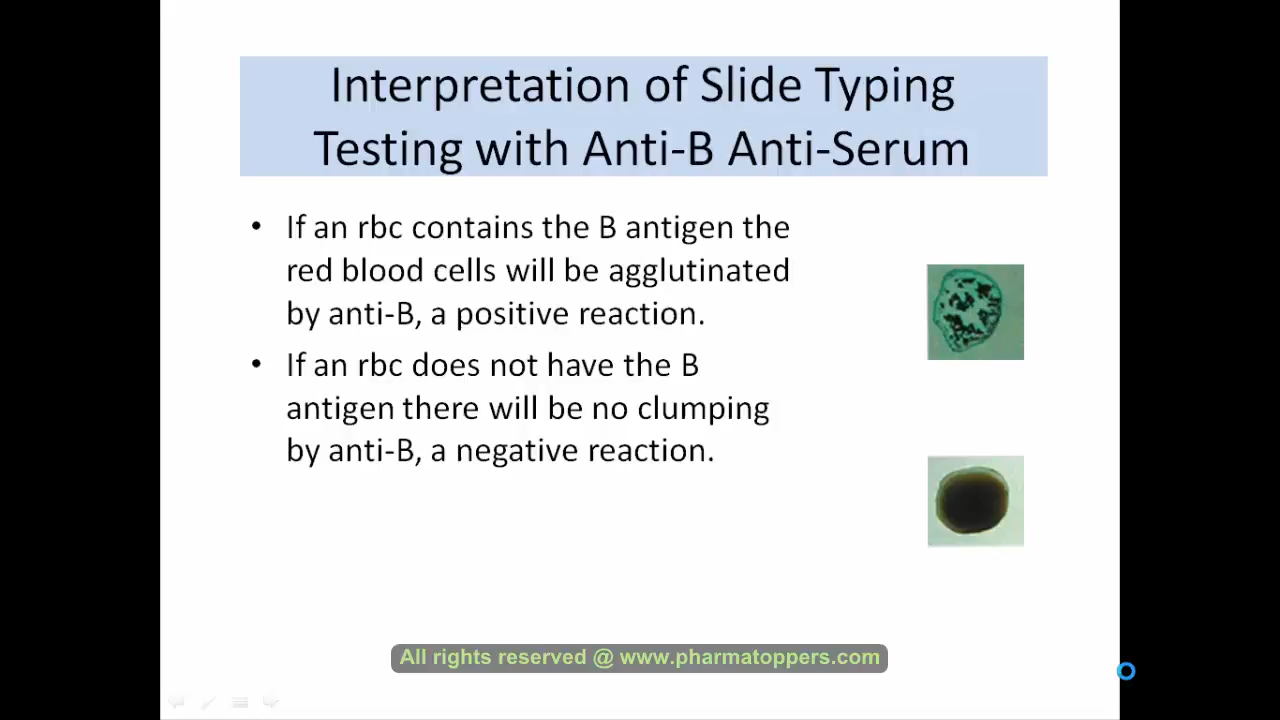 Interpretation of Slide Typing
Testing with Anti-B Anti-Serum
• If an rbc contains the B antigen the
red blood cells will be agglutinated
by anti-B, a positive reaction.
• If an rbc does not have the B
antigen there will be no clumping
by anti-B, a negative reaction.
All rights reserved @ www.pharmatoppers.com